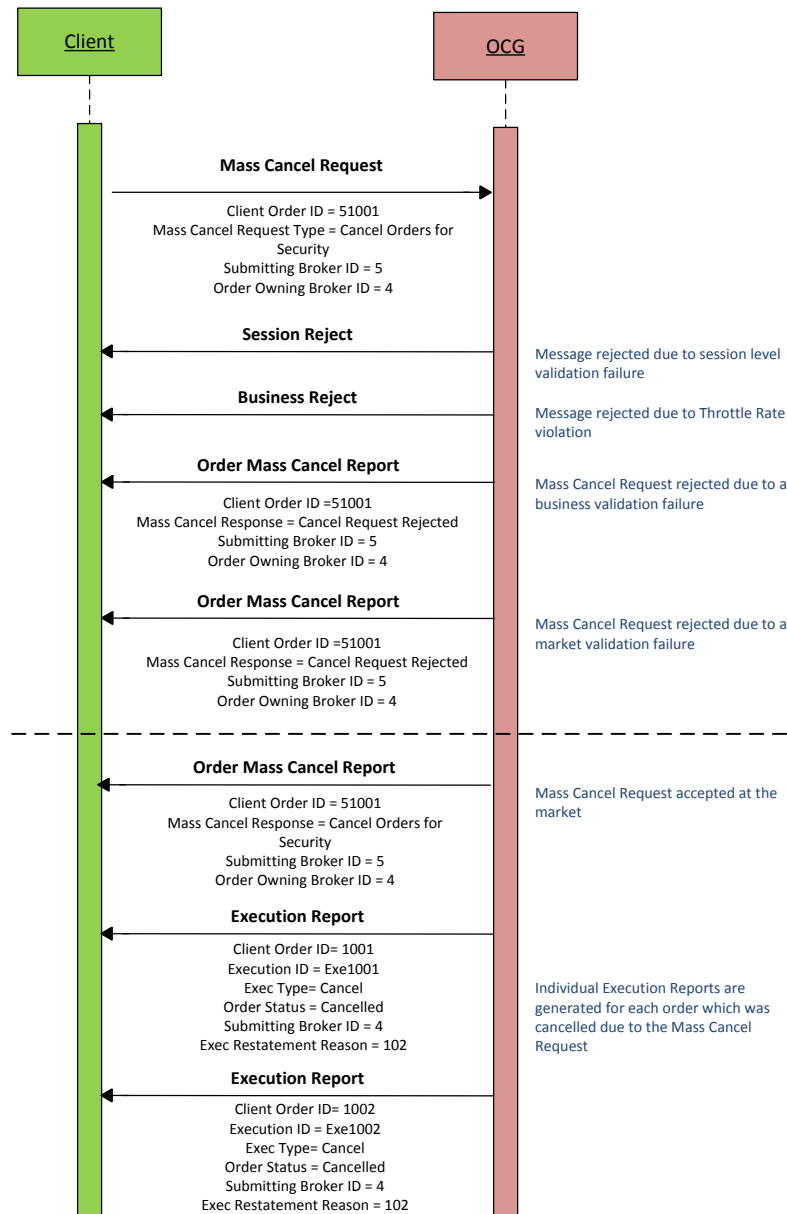 Client
OCG
Mass Cancel Request
Client Order ID = 51001
Mass Cancel Request Type = Cancel Orders for
Security
Submitting Broker ID = 5
Order Owning Broker ID = 4
Session Reject
Message rejected due to session level
validation failure
Business Reject
Message rejected due to Throttle Rate
violation
Order Mass Cancel Report
Mass Cancel Request rejected due to a
business validation failure
Client Order ID =51001
Mass Cancel Response = Cancel Request Rejected
Submitting Broker ID = 5
Order Owning Broker ID = 4
Order Mass Cancel Report
Mass Cancel Request rejected due to a
market validation failure
Client Order ID =51001
Mass Cancel Response = Cancel Request Rejected
Submitting Broker ID = 5
Order Owning Broker ID = 4
Order Mass Cancel Report
Mass Cancel Request accepted at the
market
Client Order ID = 51001
Mass Cancel Response = Cancel Orders for
Security
Submitting Broker ID = 5
Order Owning Broker ID = 4
Execution Report
Client Order ID= 1001
Execution ID = Exe1001
Exec Type= Cancel
Order Status = Cancelled
Submitting Broker ID = 4
Exec Restatement Reason = 102
Individual Execution Reports are
generated for each order which was
cancelled due to the Mass Cancel
Request
Execution Report
Client Order ID= 1002
Execution ID = Exe1002
Exec Type= Cancel
Order Status = Cancelled
Submitting Broker ID = 4
Exec Restatement Reason = 102